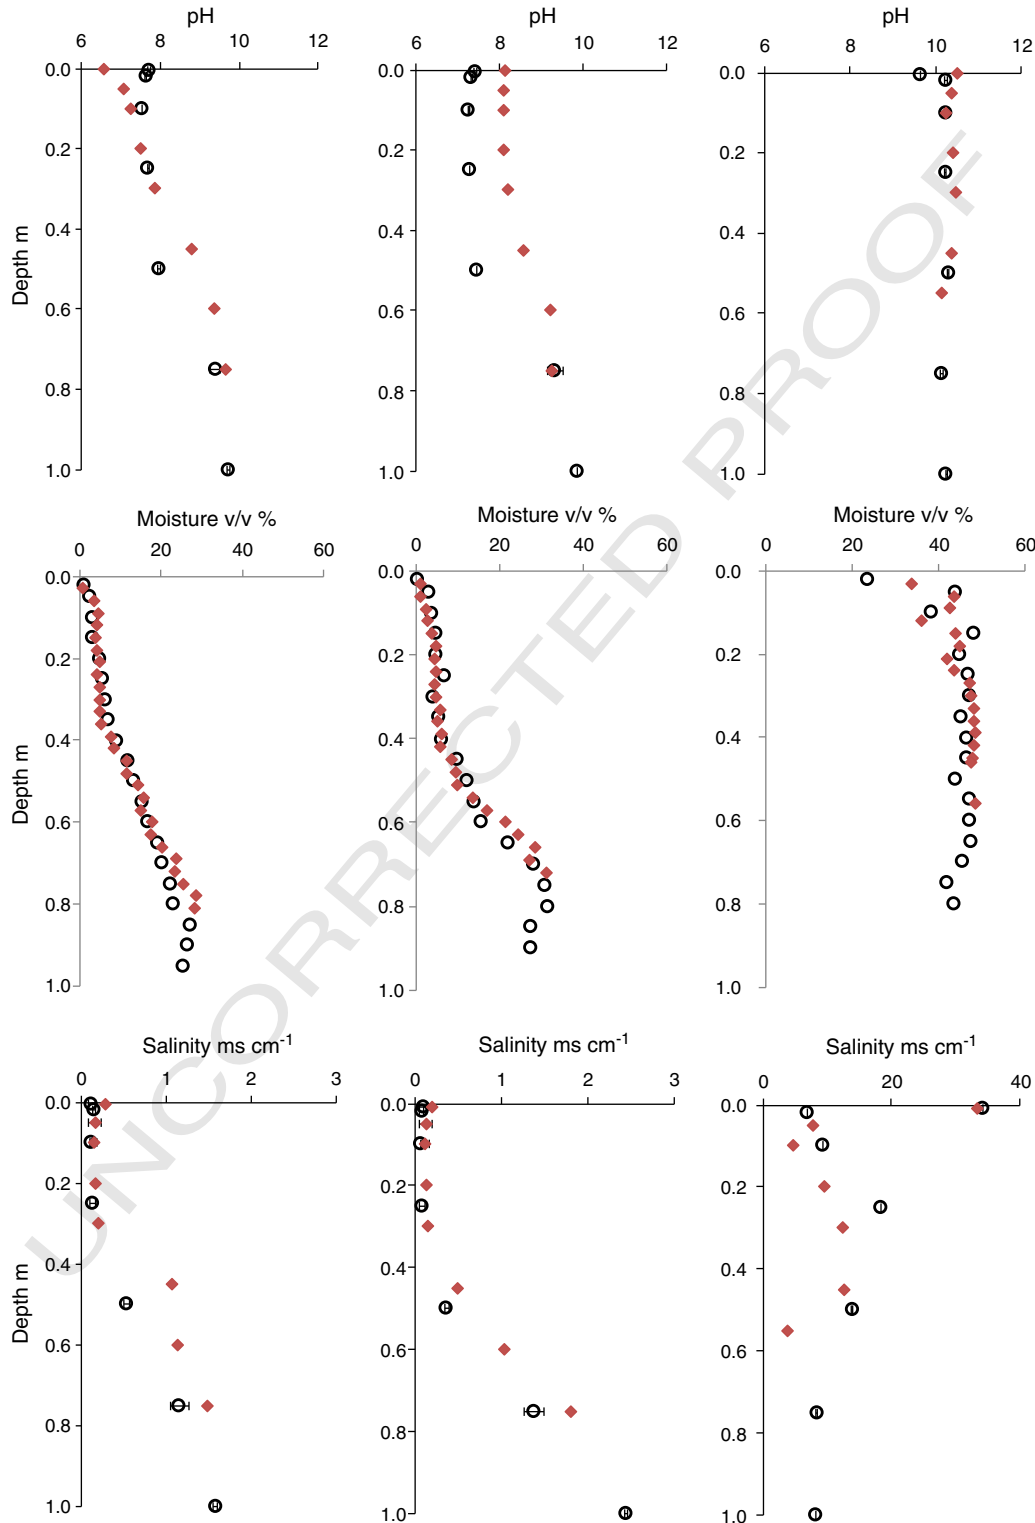 pH pH pH
6 8 10 12 6 8 10 12 6 8 10 12
0.0 0.0 0.0
0.2 0.2 0.2
0.4 0.4 0.4
Depth m
0.6 0.6 0.6
0.8 0.8 0.8
1.0 1.0 1.0
Moisture v/v % Moisture v/v % Moisture v/v %
0 20 40 60 0 20 40 60 0 20 40 60
0.0 0.0 0.0
0.2 0.2 0.2
0.4 0.4 0.4
Depth m
0.6 0.6 0.6
0.8 0.8 0.8
1.0 1.0 1.0
Salinity ms cm⁻¹ Salinity ms cm⁻¹ Salinity ms cm⁻¹
0 1 2 3 0 1 2 3 0 20 40
0.0 0.0 0.0
0.2 0.2 0.2
0.4 0.4 0.4
Depth m
0.6 0.6 0.6
0.8 0.8 0.8
1.0 1.0 1.0
UNCORRECTED PROOF